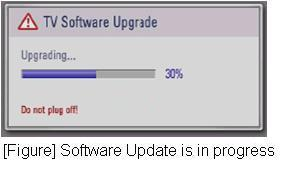 TV Software Upgrade
Upgrading...
30%
Do not plug off!
[Figure] Software Update is in progress